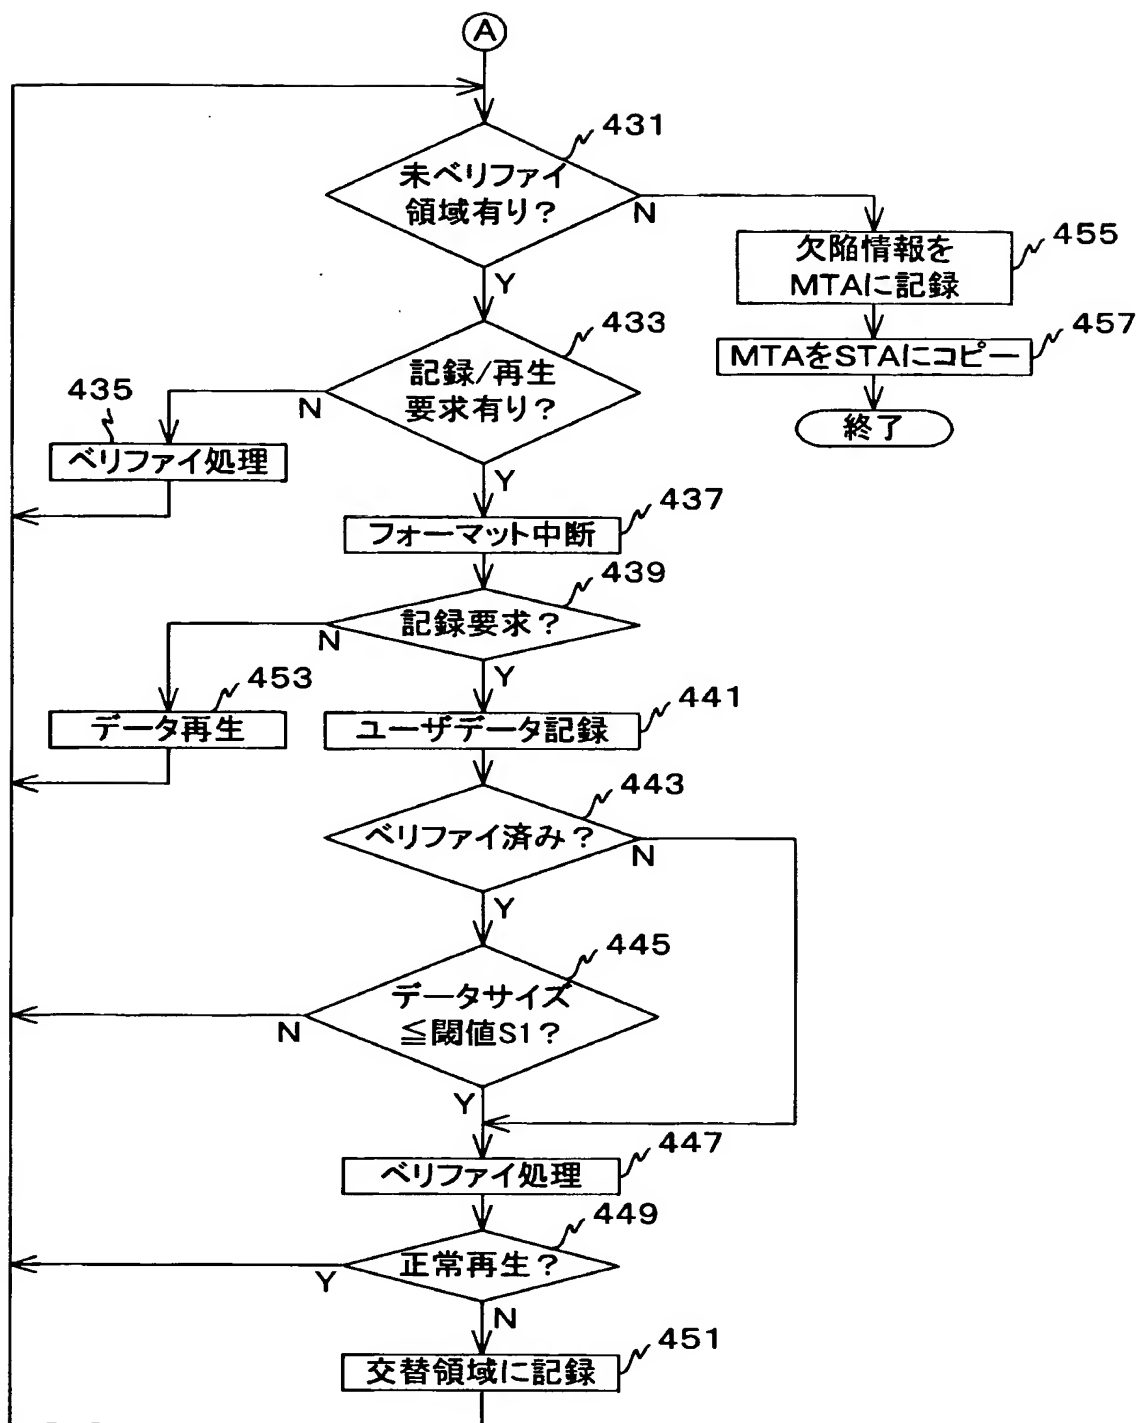 A
431
未ベリファイ
領域有り？
N
Y
欠陥情報を
MTAに記録
455
MTAをSTAにコピー
457
終了
433
記録/再生
要求有り？
N
Y
435
ベリファイ処理
437
フォーマット中断
439
記録要求？
N
Y
453
データ再生
441
ユーザデータ記録
443
ベリファイ済み？
N
Y
445
データサイズ
≦閾値S1？
N
Y
447
ベリファイ処理
449
正常再生？
Y
N
451
交替領域に記録